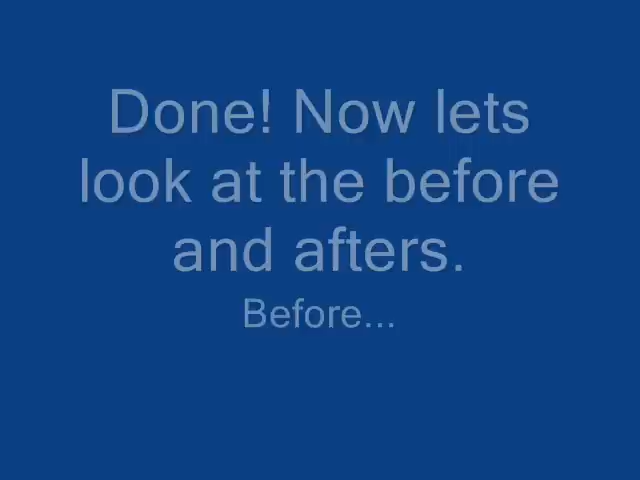 Done! Now lets
look at the before
and afters.
Before...